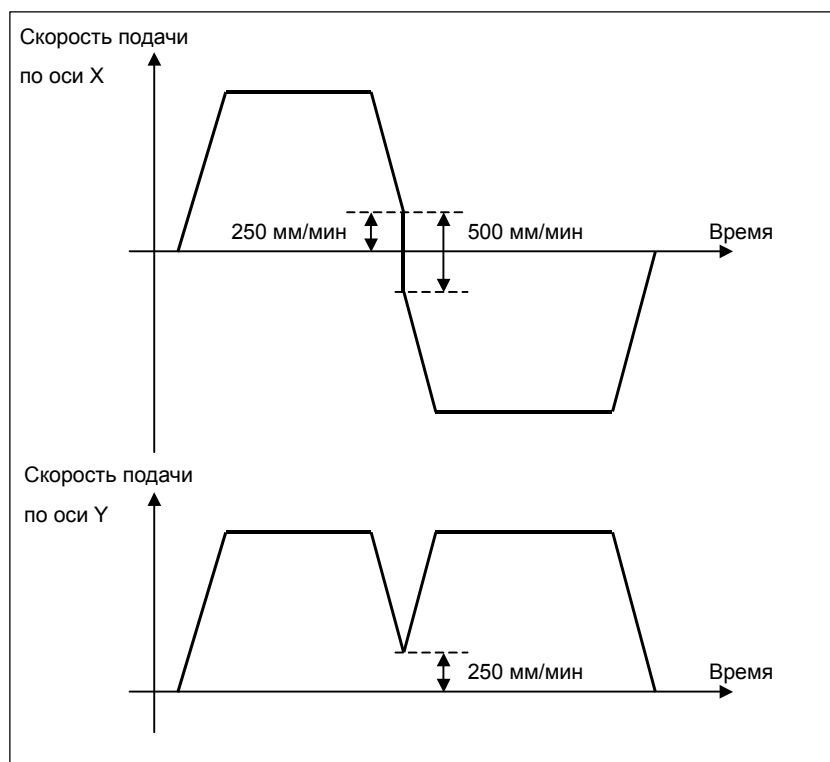 Скорость подачи
по оси X
250 мм/мин
500 мм/мин
Время
Скорость подачи
по оси Y
250 мм/мин
Время